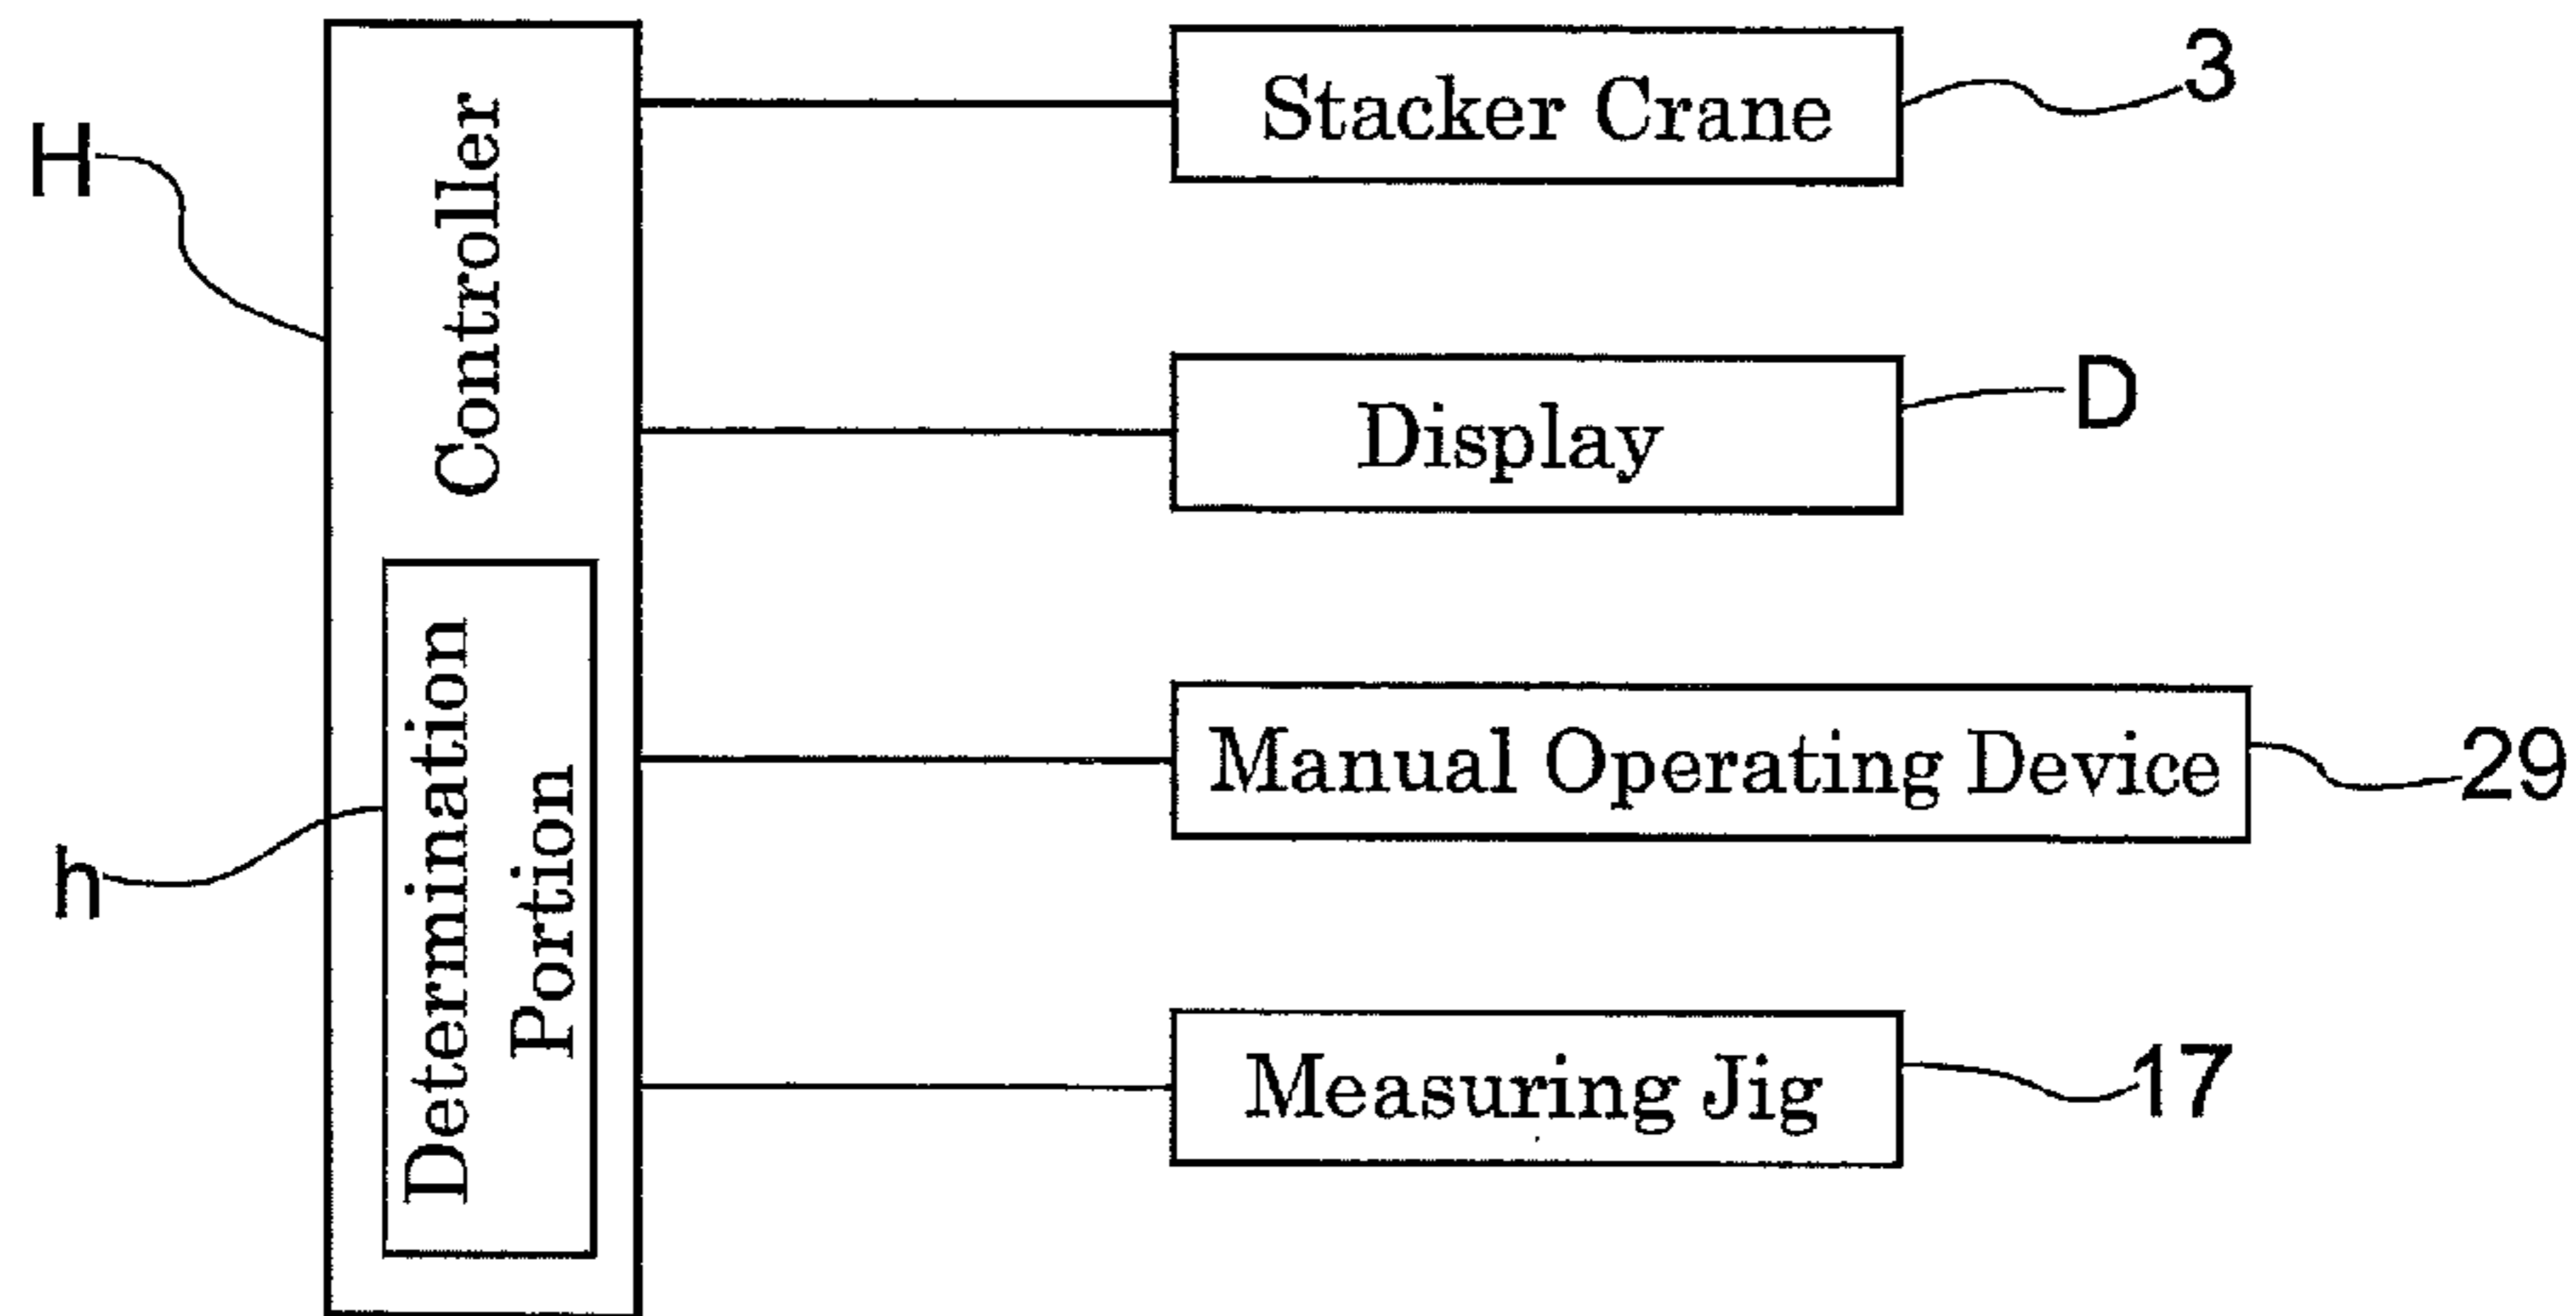 H
Controller
h
Determination
Portion
Stacker Crane
3
Display
D
Manual Operating Device
29
Measuring Jig
17